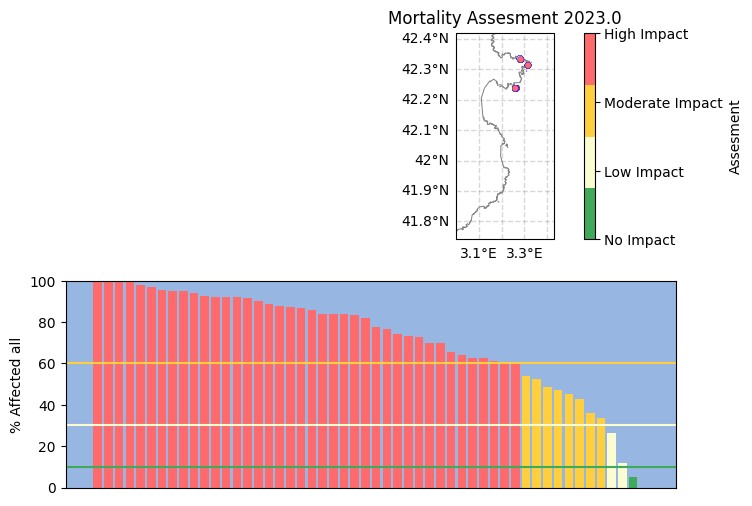 Mortality Assesment 2023.0
42.4°N
42.3°N
42.2°N
42.1°N
42°N
41.9°N
41.8°N
3.1°E 3.3°E
High Impact
Moderate Impact
Low Impact
No Impact
Assesment
100
80
60
40
20
0
% Affected all